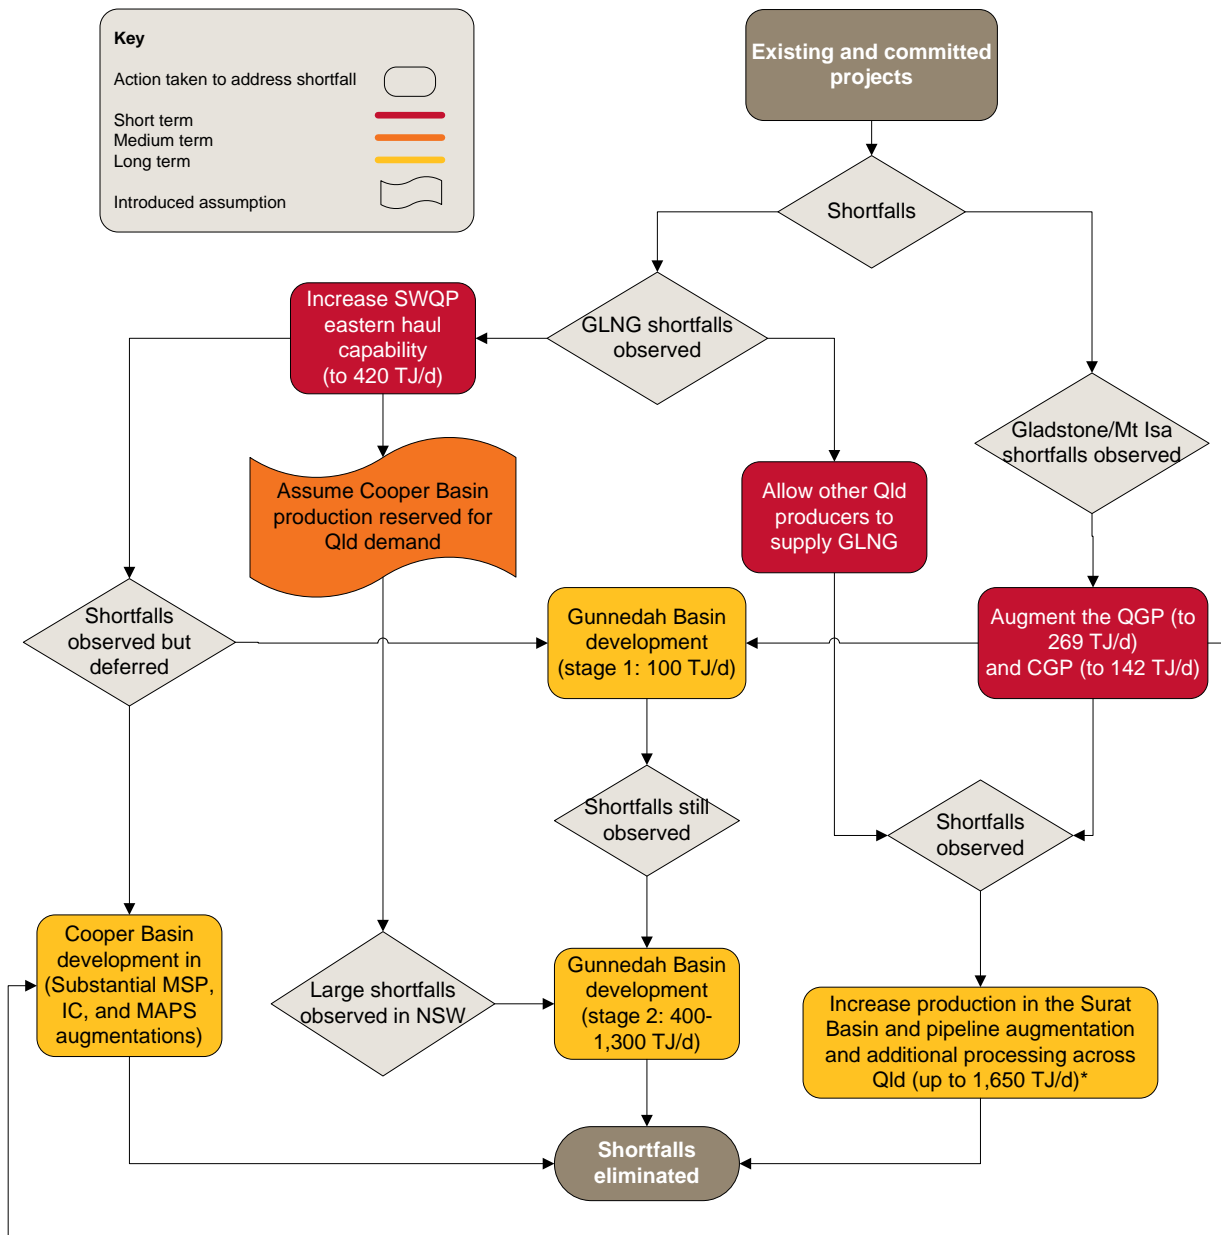 Key
Action taken to address shortfall
Short term
Medium term
Long term
Introduced assumption
Existing and committed
projects
Shortfalls
Increase SWQP
eastern haul
capability
(to 420 TJ/d)
GLNG shortfalls
observed
Gladstone/Mt Isa
shortfalls observed
Assume Cooper Basin
production reserved for
Qld demand
Allow other Qld
producers to
supply GLNG
Shortfalls
observed but
deferred
Gunnedah Basin
development
(stage 1: 100 TJ/d)
Augment the QGP (to
269 TJ/d)
and CGP (to 142 TJ/d)
Shortfalls still
observed
Shortfalls
observed
Cooper Basin
development in
(Substantial MSP,
IC, and MAPS
augmentations)
Large shortfalls
observed in NSW
Gunnedah Basin
development
(stage 2: 400-
1,300 TJ/d)
Increase production in the Surat
Basin and pipeline augmentation
and additional processing across
Qld (up to 1,650 TJ/d)*
Shortfalls
eliminated